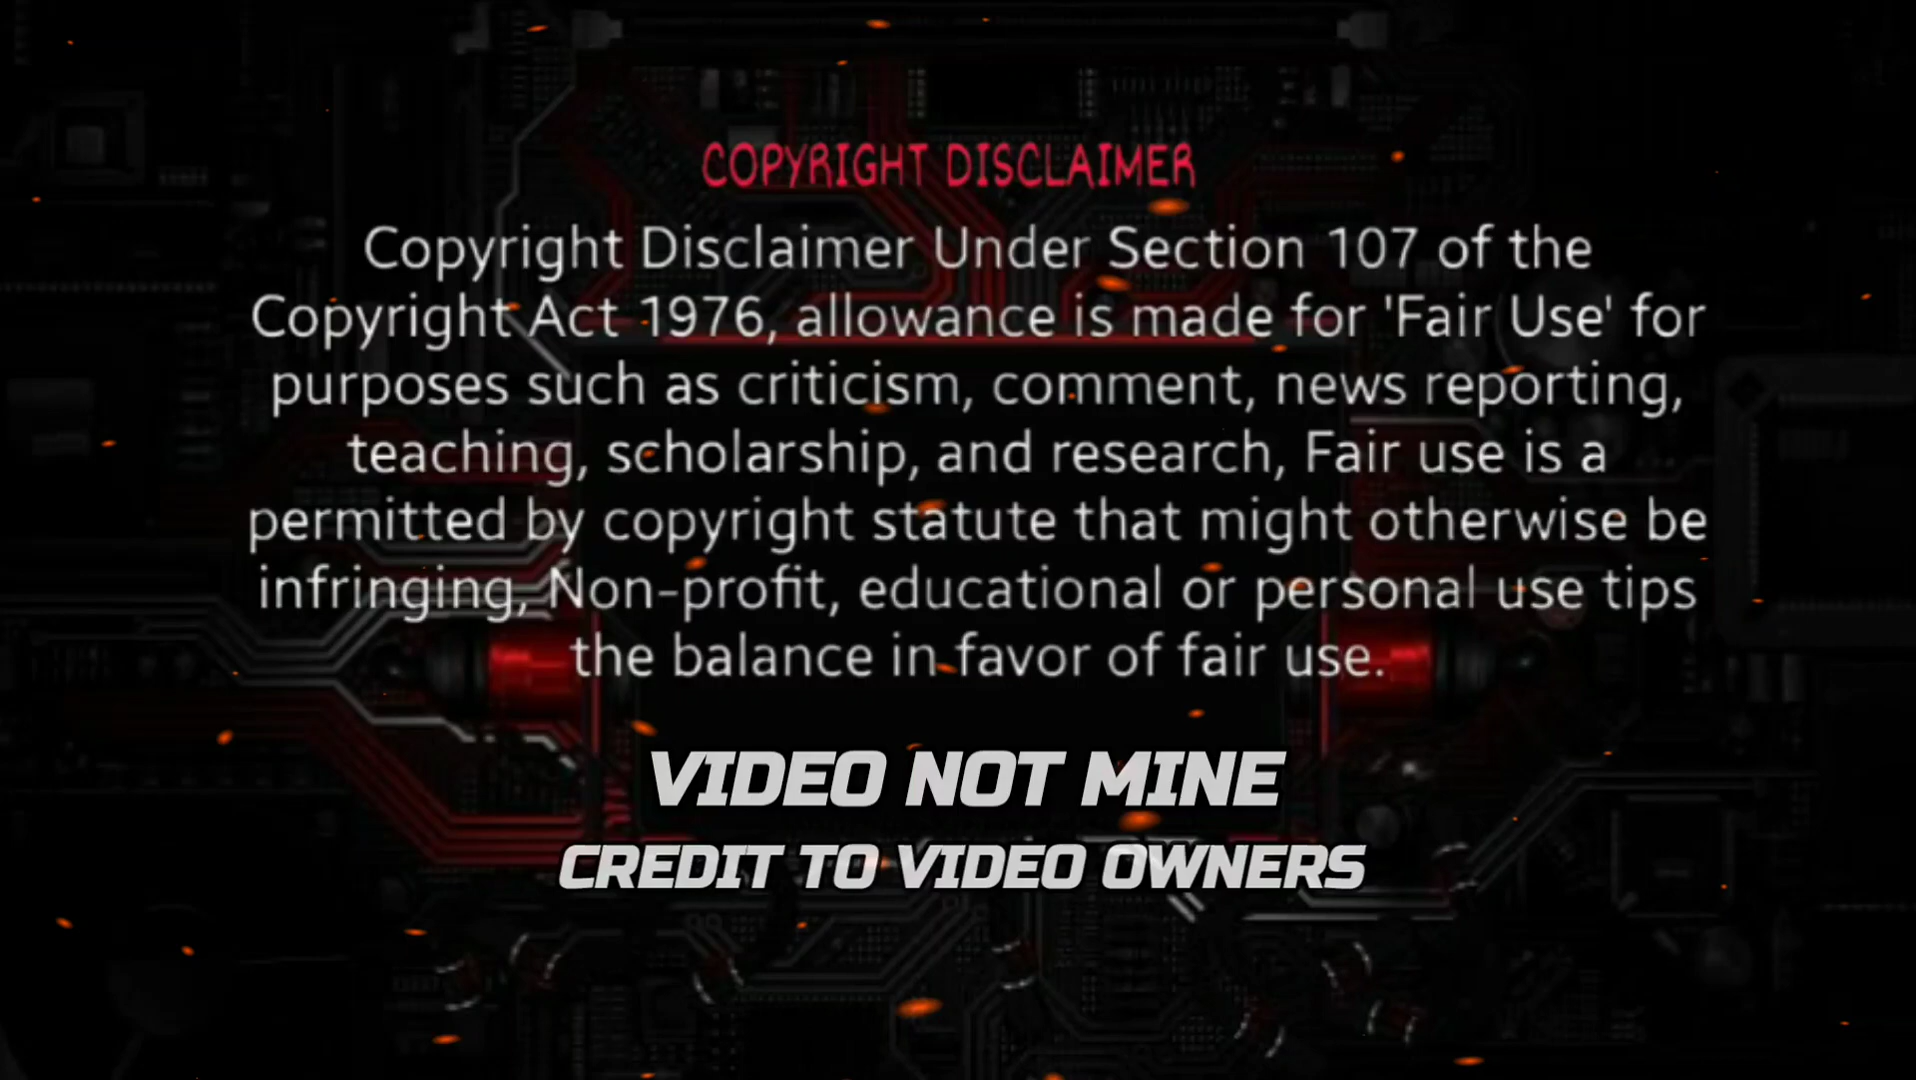 COPYRIGHT DISCLAIMER
Copyright Disclaimer Under Section 107 of the
Copyright Act 1976, allowance is made for 'Fair Use' for
purposes such as criticism, comment, news reporting,
teaching, scholarship, and research, Fair use is a
permitted by copyright statute that might otherwise be
infringing, Non-profit, educational or personal use tips
the balance in favor of fair use.
VIDEO NOT MINE
CREDIT TO VIDEO OWNERS